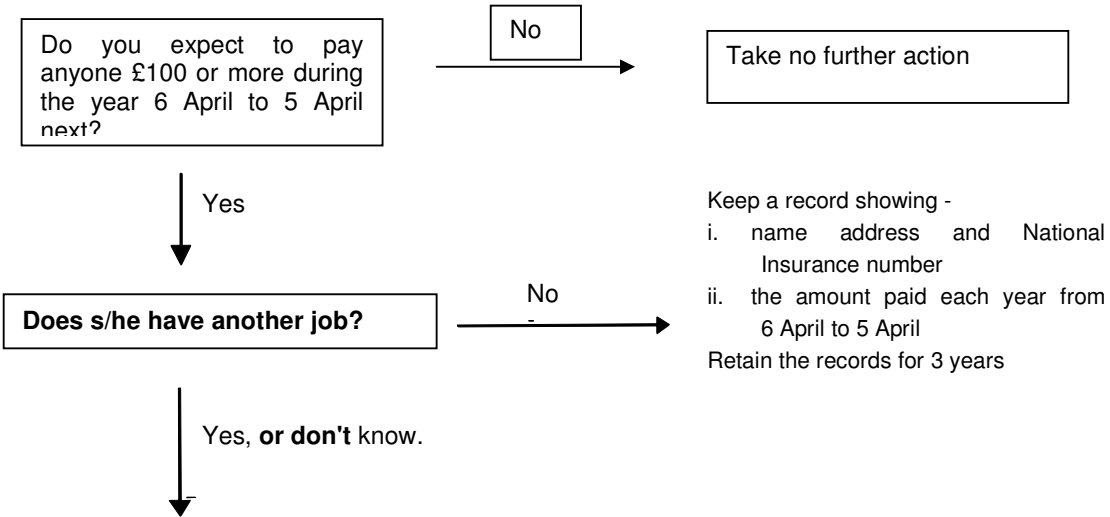 Do you expect to pay
anyone £100 or more during
the year 6 April to 5 April
next?
No
Take no further action
Yes
Keep a record showing -
i. name address and National
Insurance number
ii. the amount paid each year from
6 April to 5 April
Retain the records for 3 years
Does s/he have another job?
No
-
Yes, or don't know.